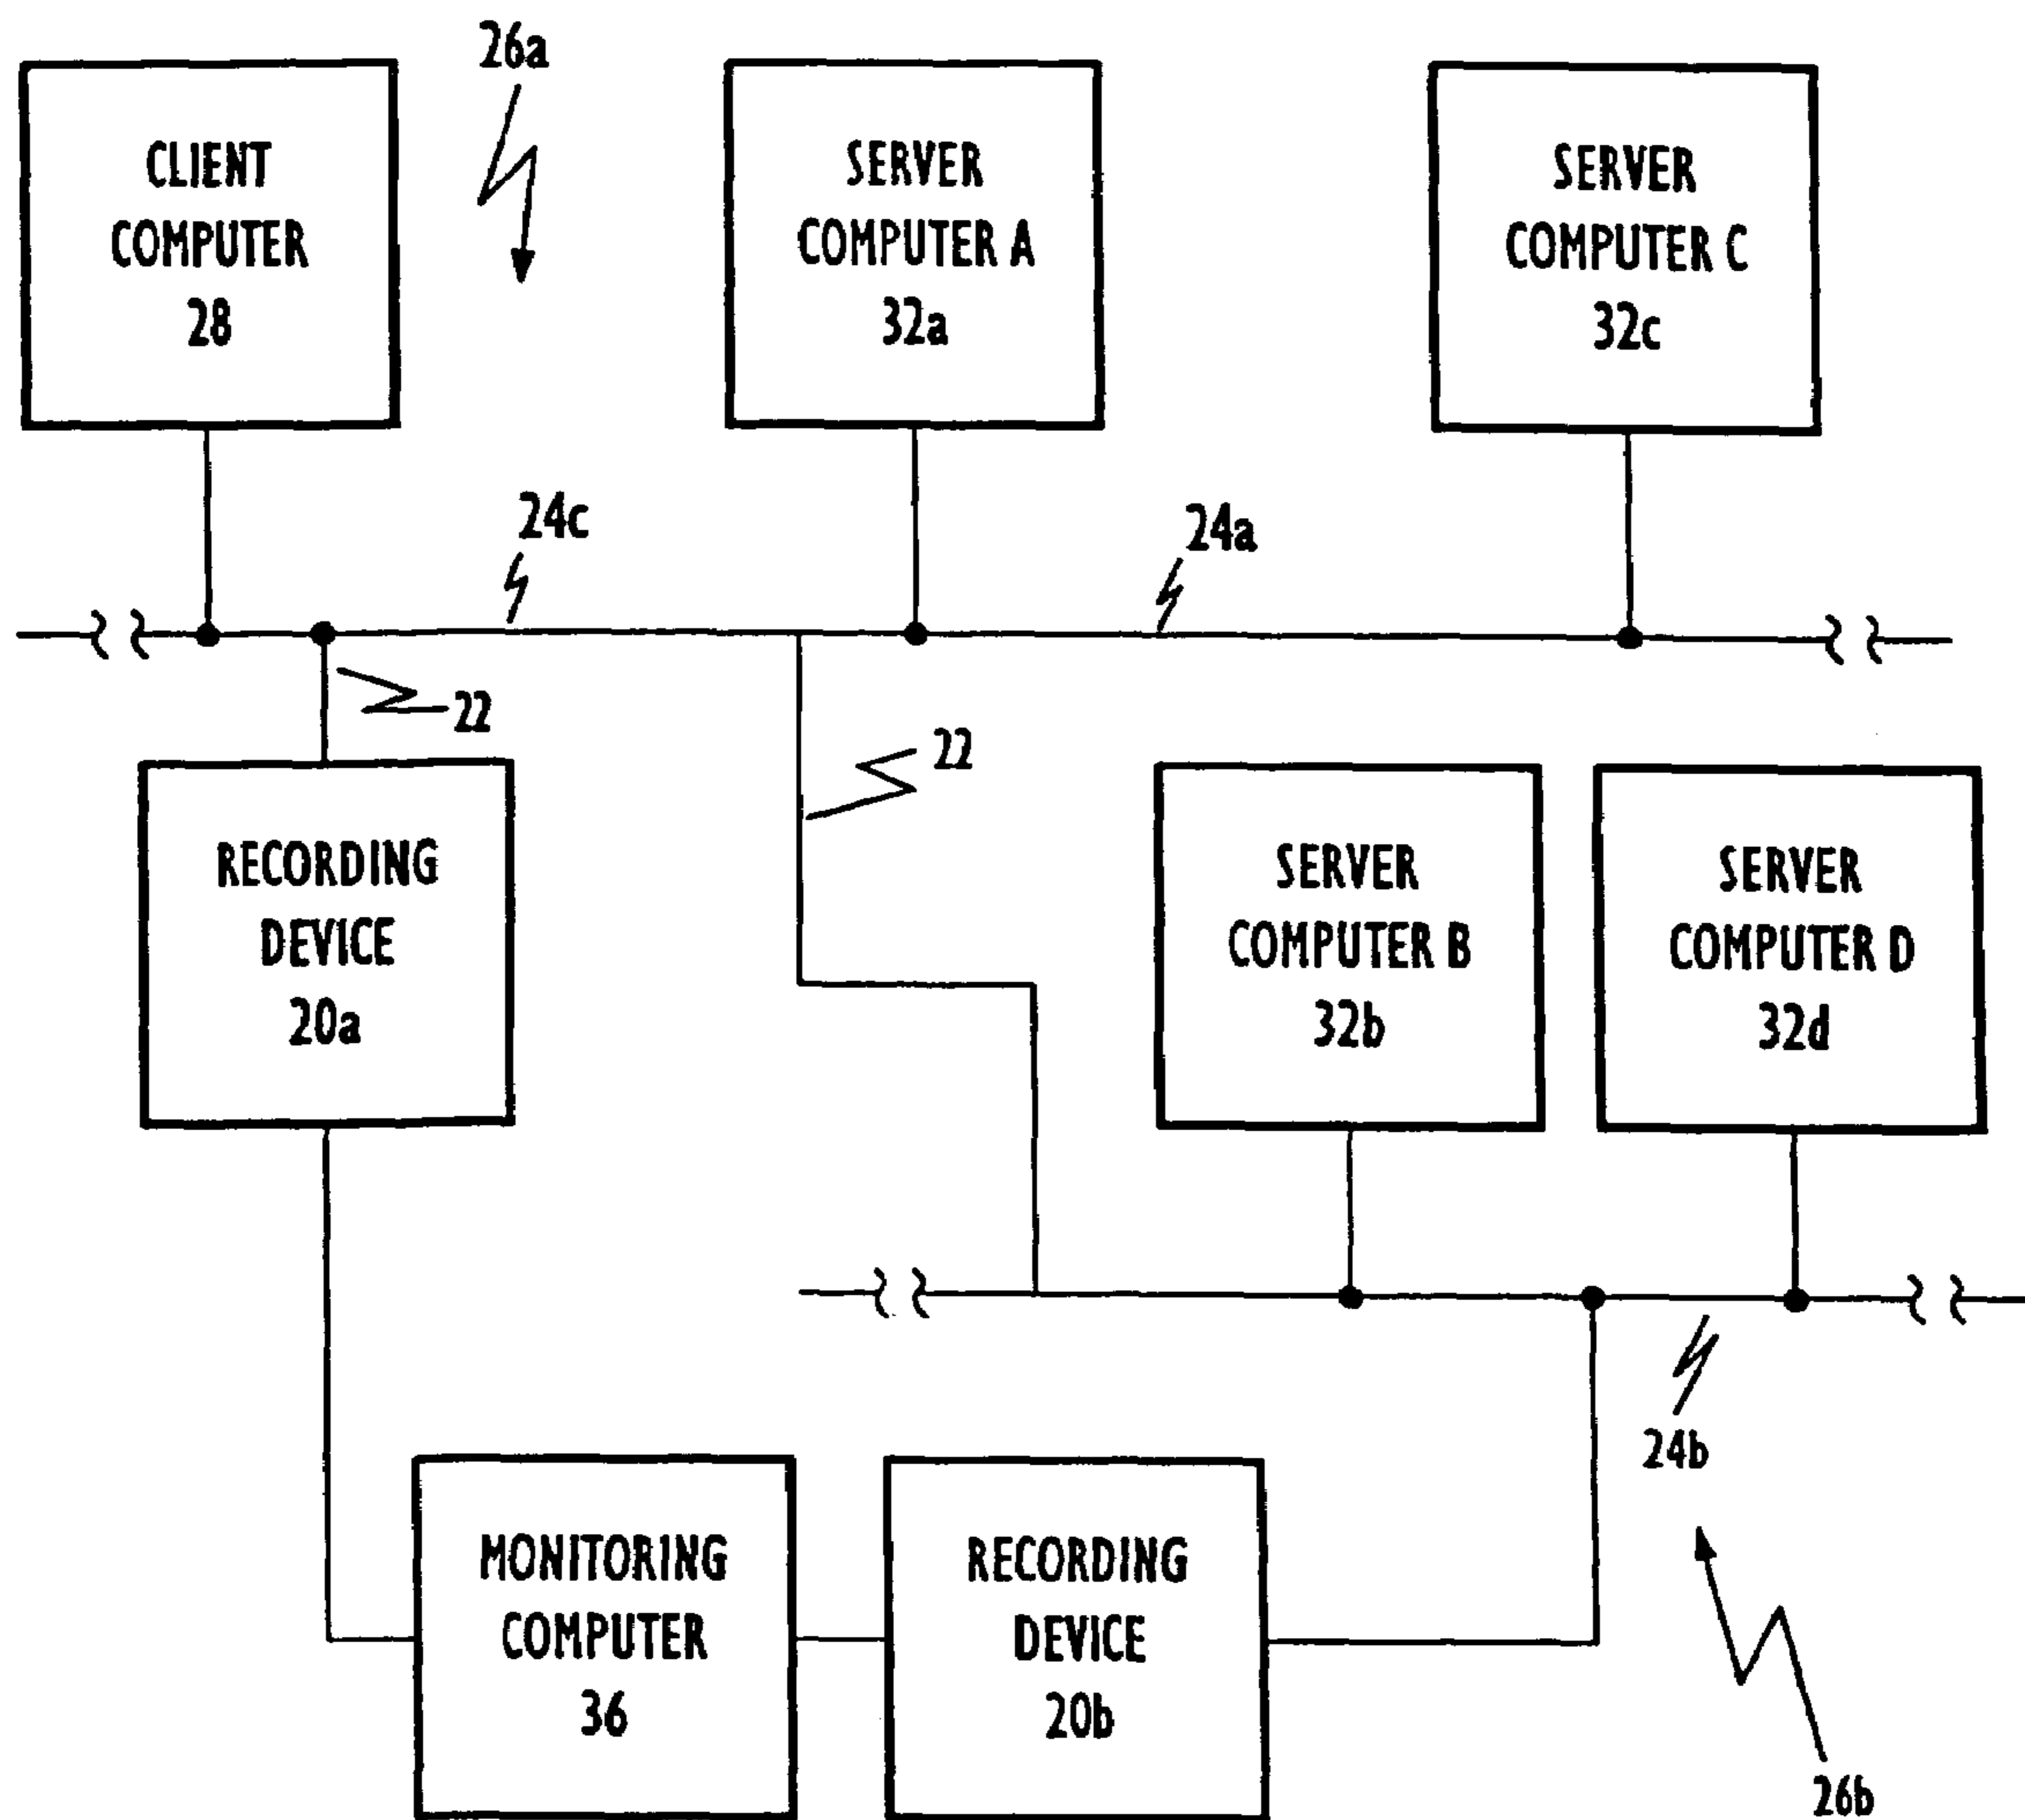 26a
CLIENT
COMPUTER
28
SERVER
COMPUTER A
32a
SERVER
COMPUTER C
32c
24c
24a
22
22
RECORDING
DEVICE
20a
SERVER
COMPUTER B
32b
SERVER
COMPUTER D
32d
24b
MONITORING
COMPUTER
36
RECORDING
DEVICE
20b
26b